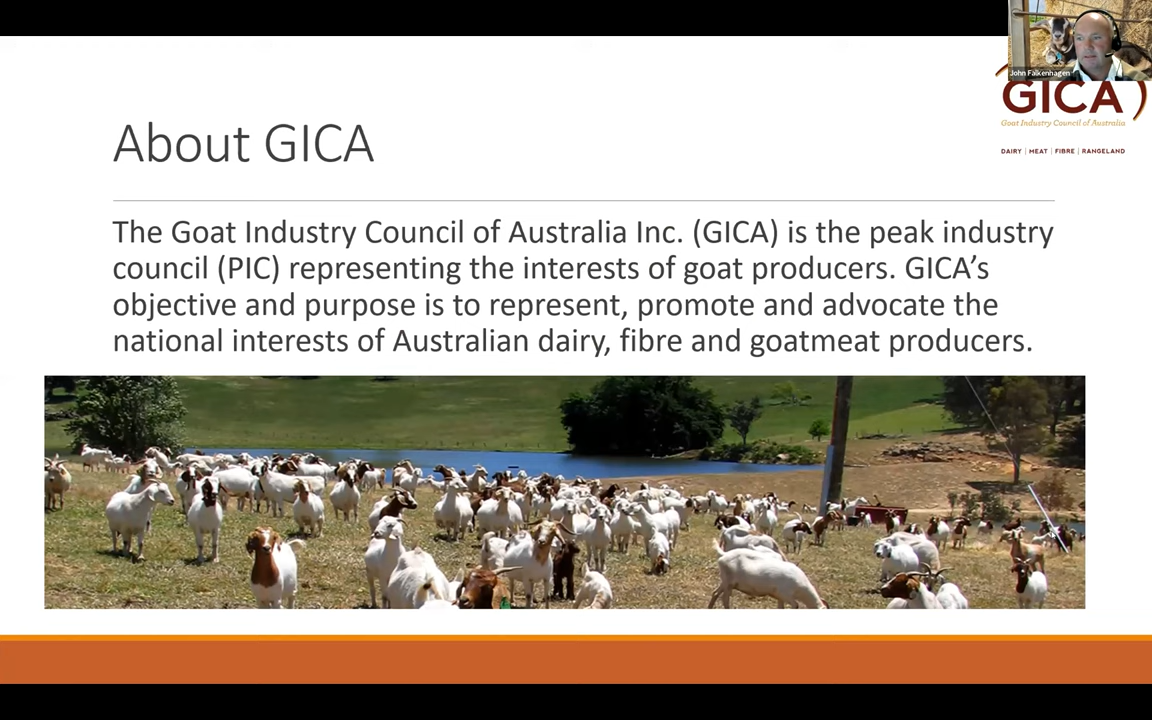 John Falkenhagen
GICA
Goat Industry Council of Australia
DAIRY | MEAT | FIBRE | RANGELAND
About GICA
The Goat Industry Council of Australia Inc. (GICA) is the peak industry
council (PIC) representing the interests of goat producers. GICA’s
objective and purpose is to represent, promote and advocate the
national interests of Australian dairy, fibre and goatmeat producers.